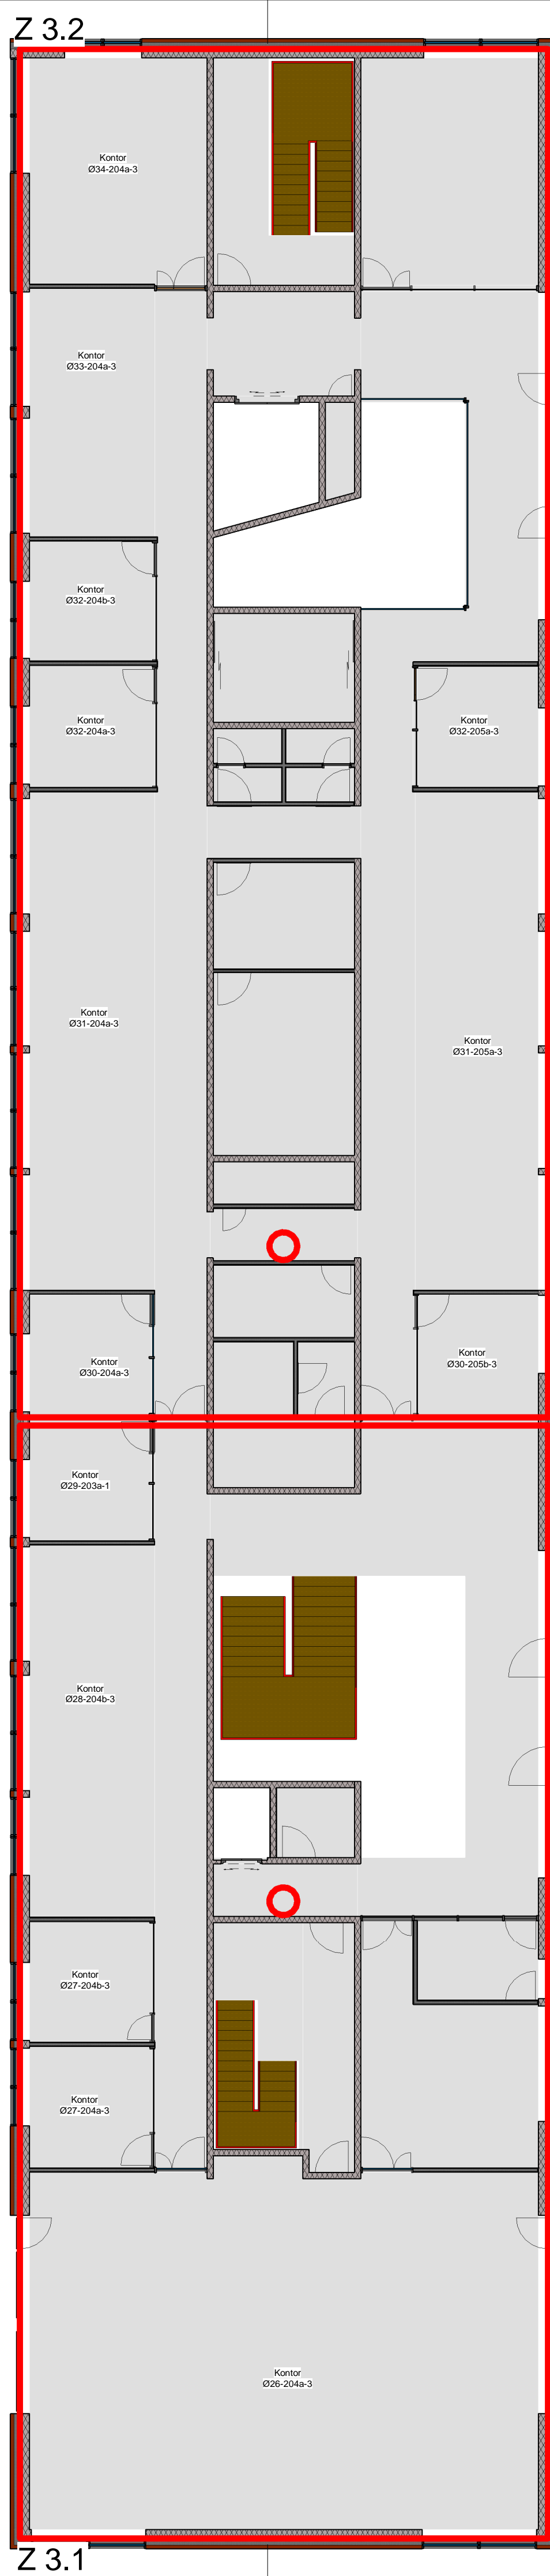 Z 3.2
Kontor
Ø34-204a-3
Kontor
Ø33-204a-3
Kontor
Ø32-204b-3
Kontor
Ø32-204a-3
Kontor
Ø32-205a-3
Kontor
Ø31-204a-3
Kontor
Ø31-205a-3
Kontor
Ø30-204a-3
Kontor
Ø30-205b-3
Kontor
Ø29-203a-1
Kontor
Ø28-204b-3
Kontor
Ø27-204b-3
Kontor
Ø27-204a-3
Kontor
Ø26-204a-3
Z 3.1